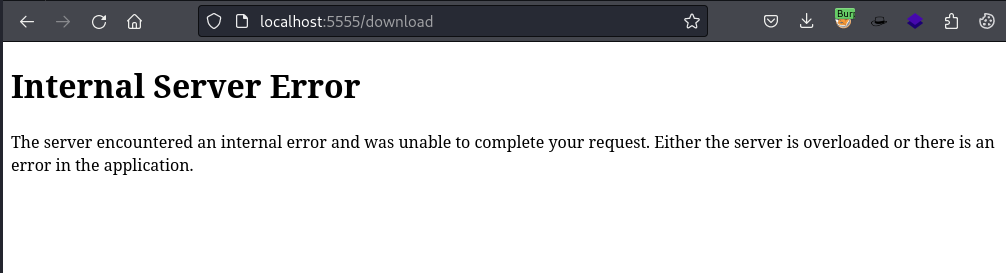 localhost:5555/download
Burr
Internal Server Error
The server encountered an internal error and was unable to complete your request. Either the server is overloaded or there is an
error in the application.